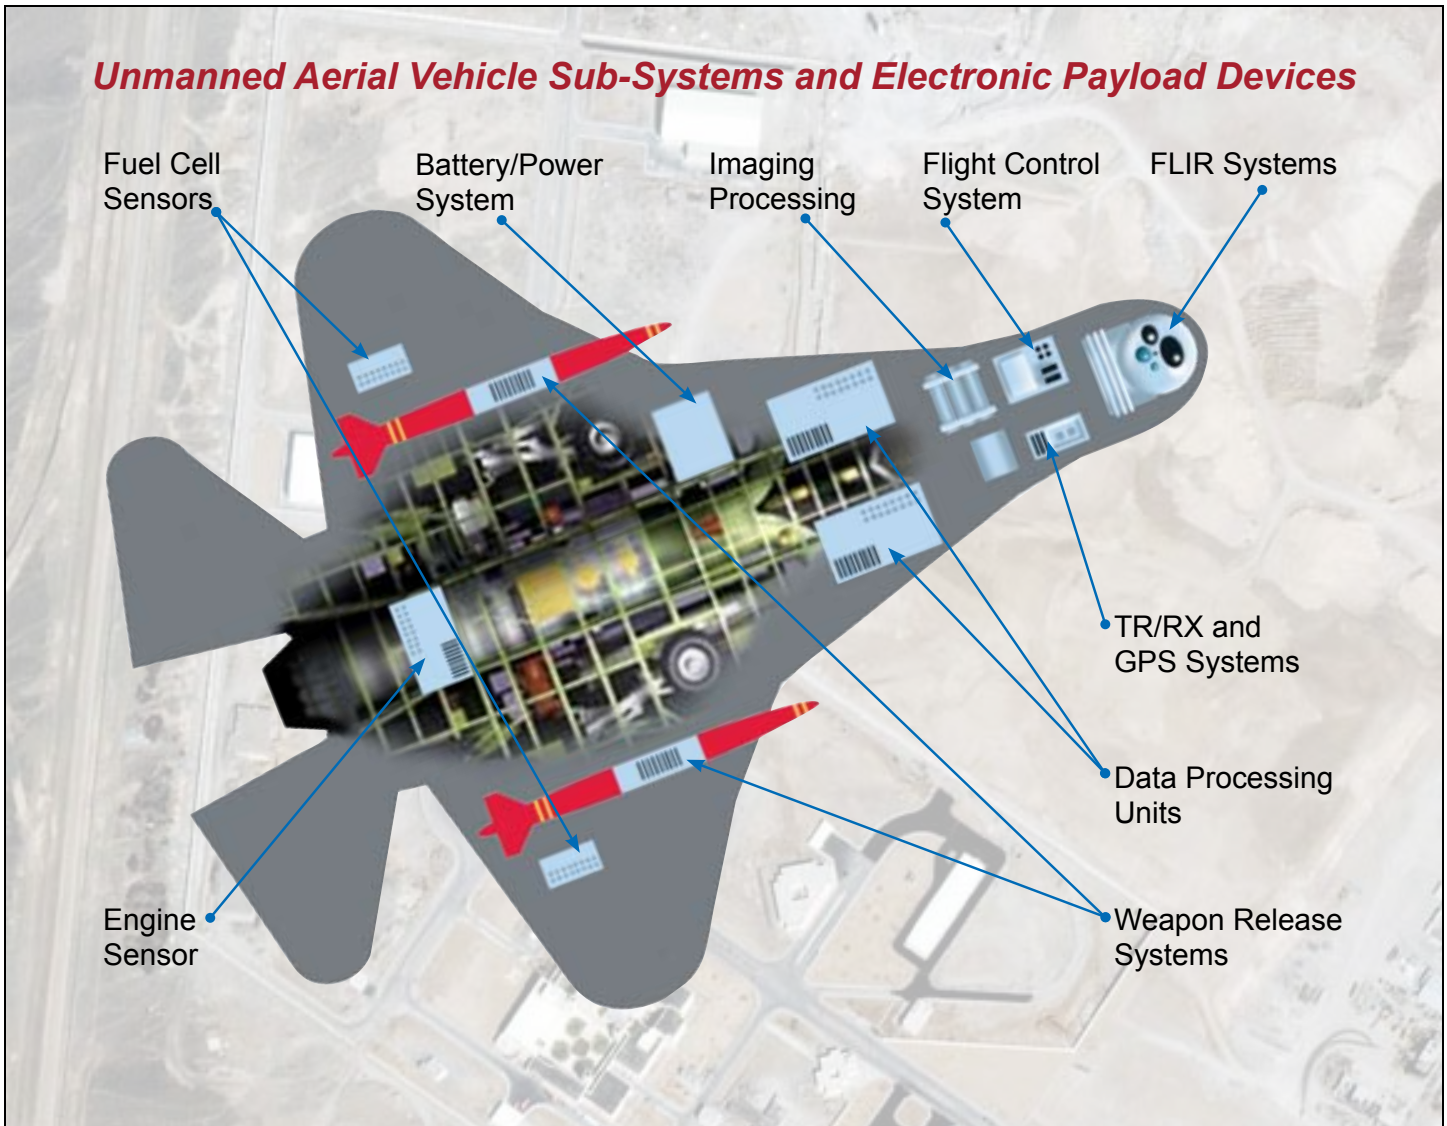 Unmanned Aerial Vehicle Sub-Systems and Electronic Payload Devices
Fuel Cell
Sensors
Battery/Power
System
Imaging
Processing
Flight Control
System
FLIR Systems
TR/RX and
GPS Systems
Data Processing
Units
Engine
Sensor
Weapon Release
Systems